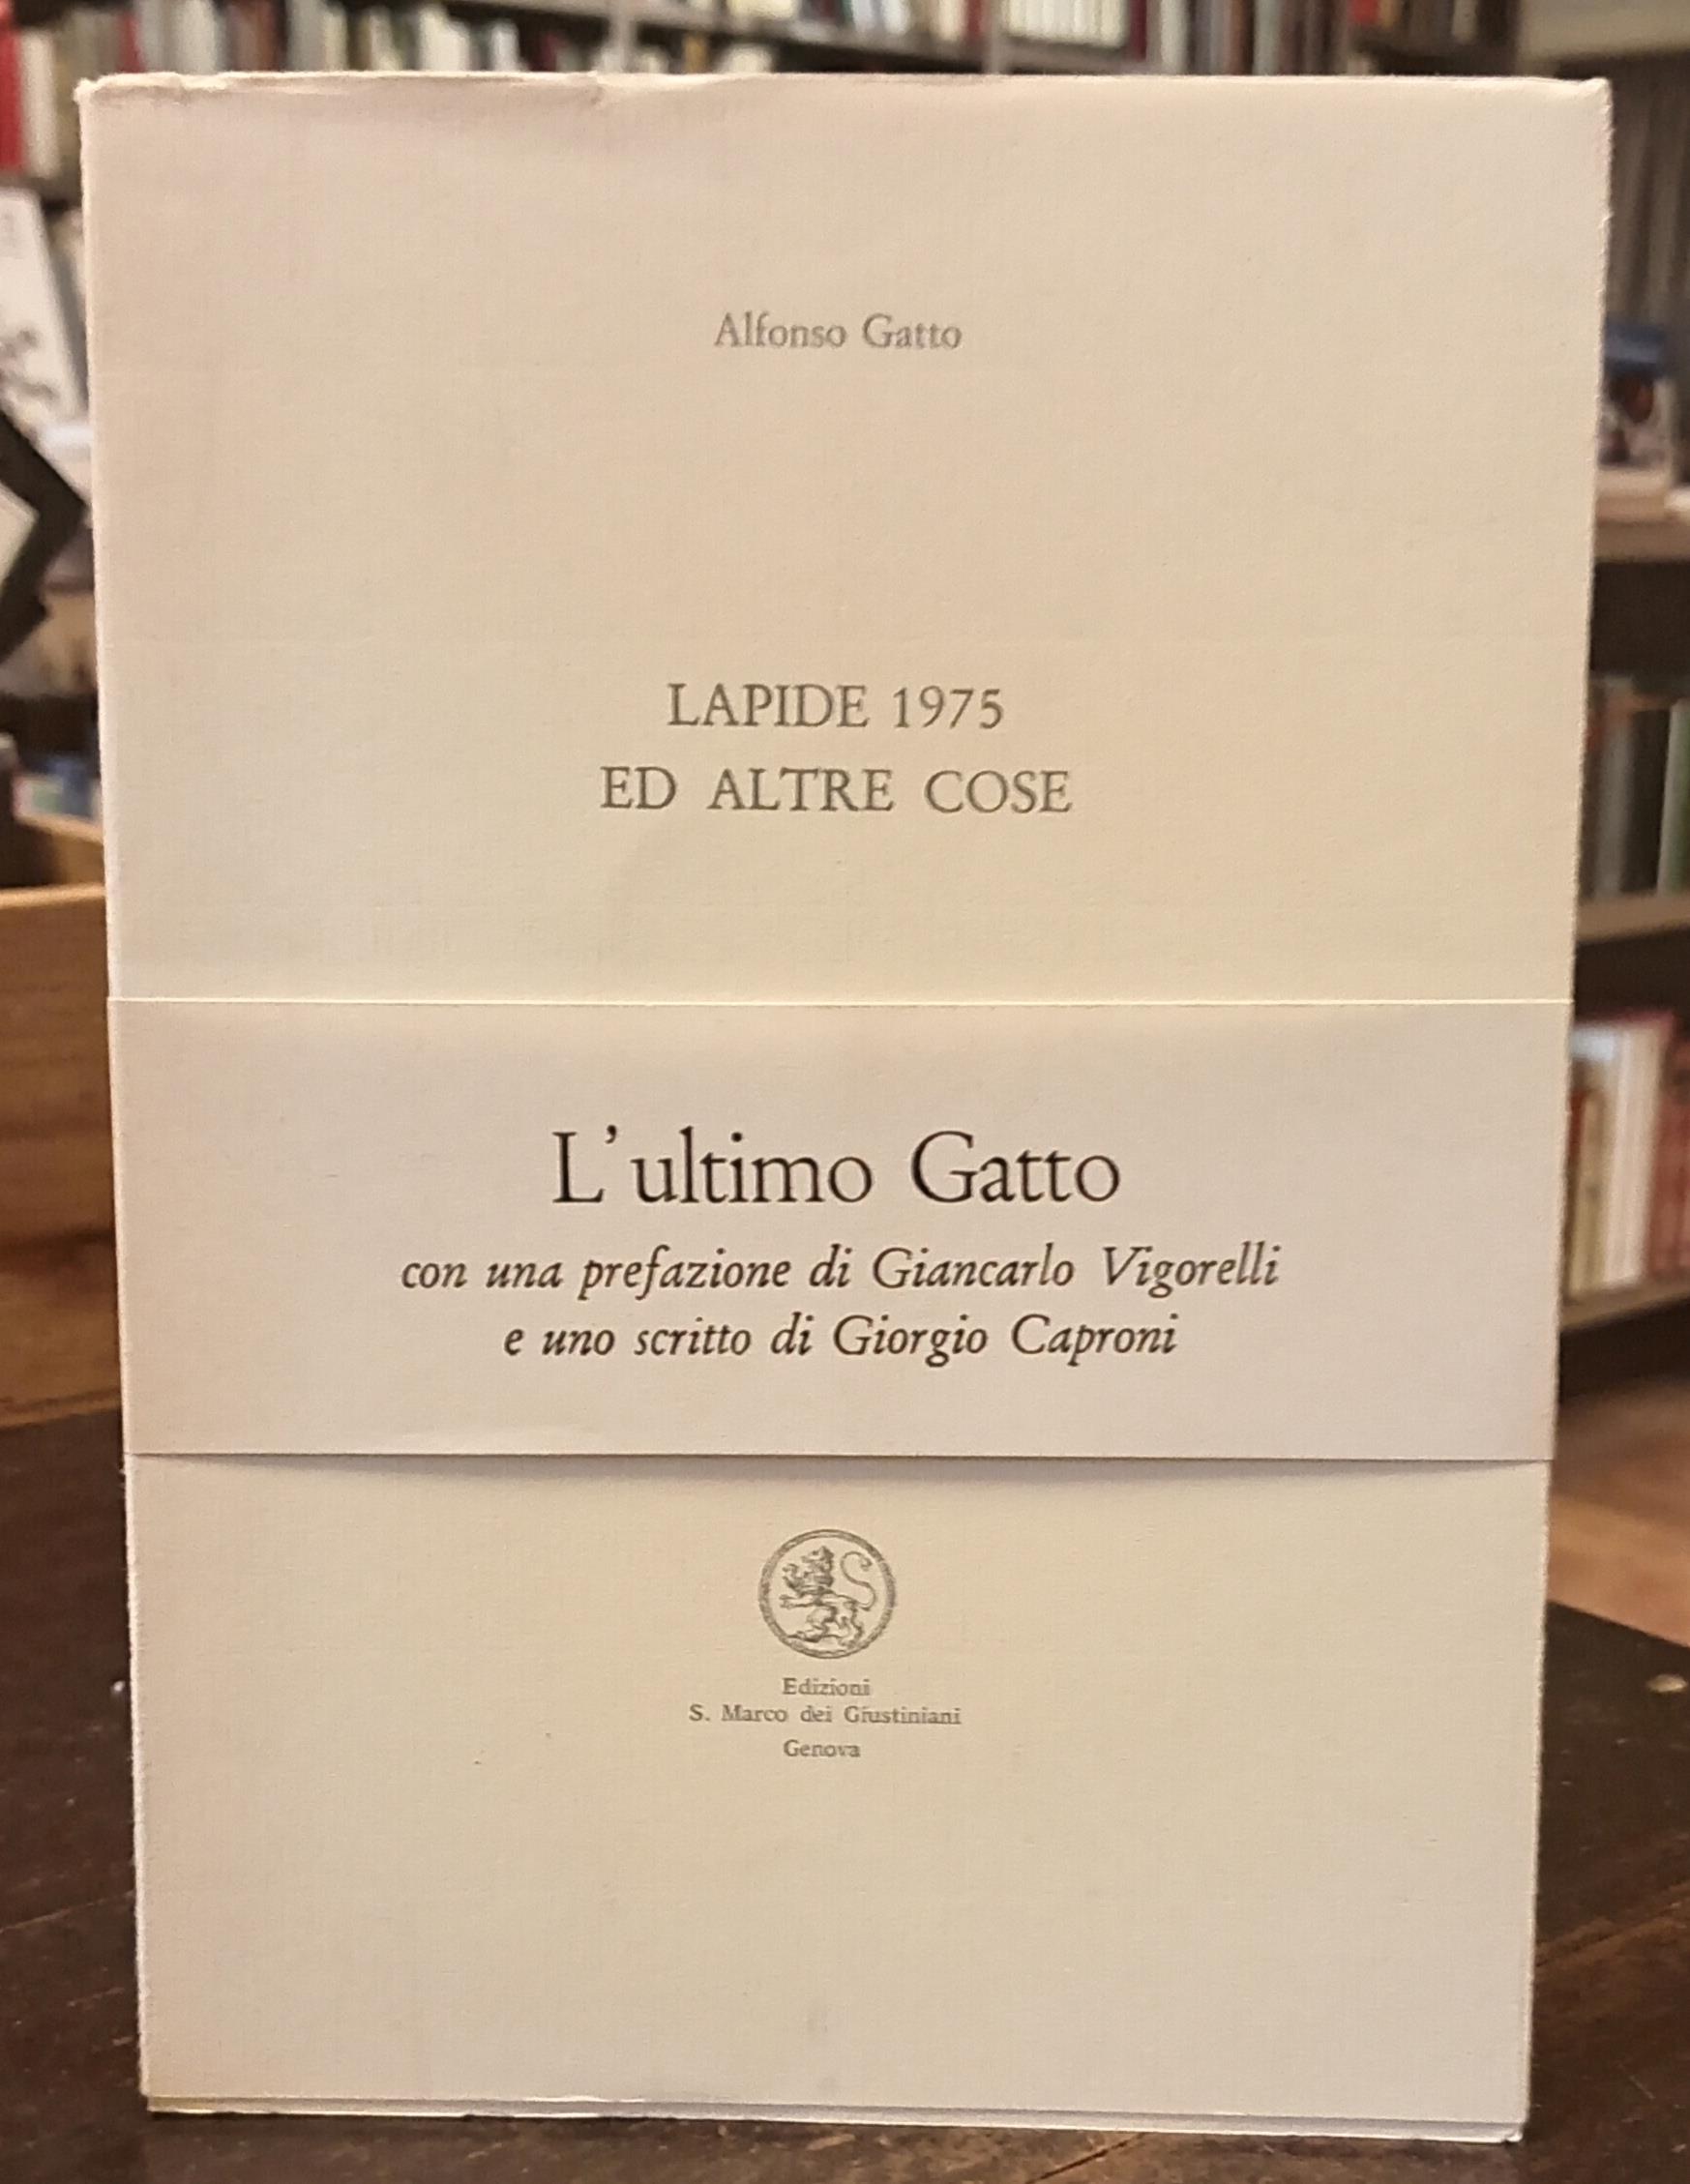 Alfonso Gatto
LAPIDE 1975
ED ALTRE COSE
L'ultimo Gatto
con una prefazione di Giancarlo Vigorelli
e uno scritto di Giorgio Caproni
Edizioni
S. Marco dei Giustiniani
Genova